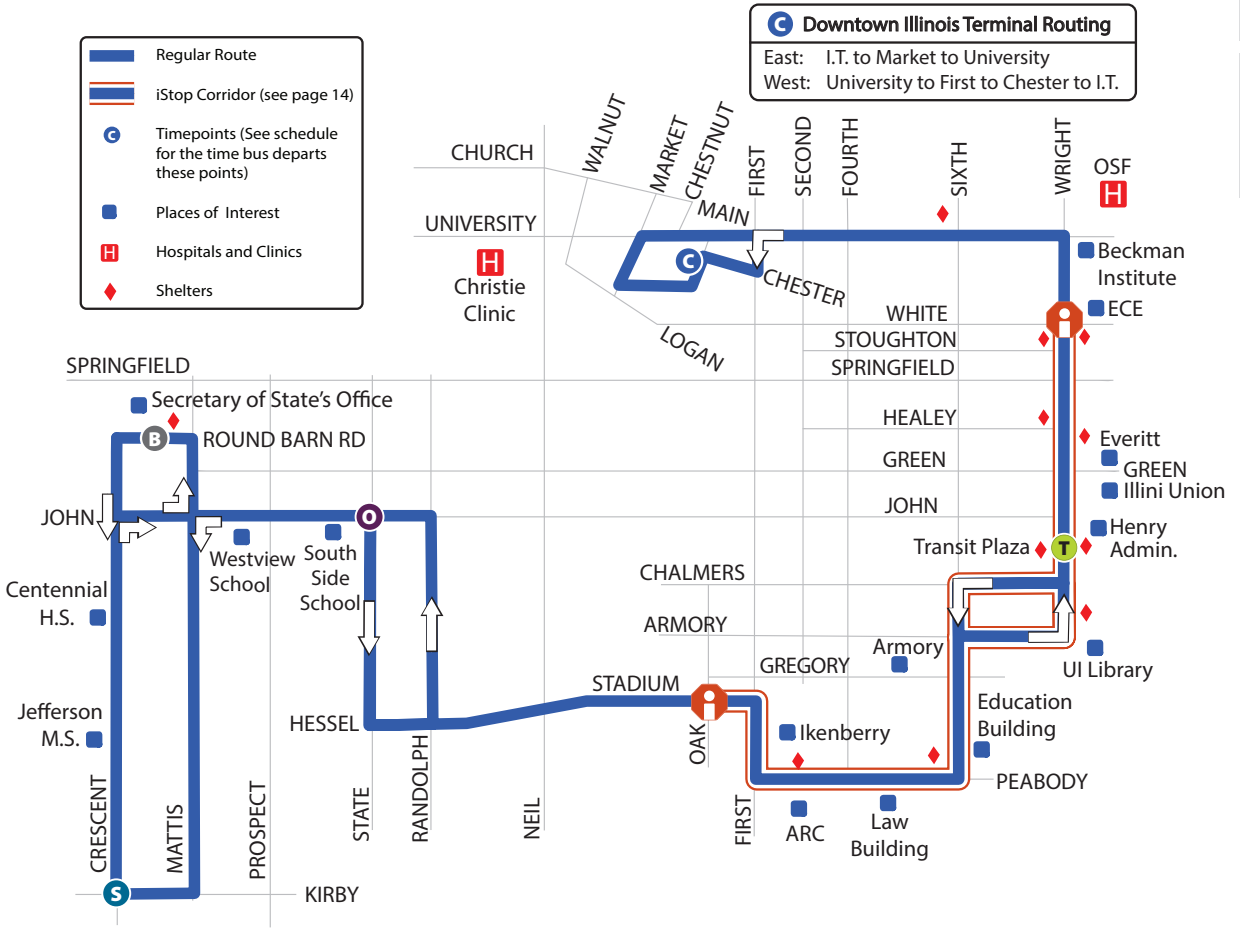 C Downtown Illinois Terminal Routing
East: I.T. to Market to University
West: University to First to Chester to I.T.
Regular Route
iStop Corridor (see page 14)
C
Timepoints (See schedule
for the time bus departs
these points)
Places of Interest
H
Hospitals and Clinics
Shelters
CHURCH
WALNUT
MARKET
CHESTNUT
FIRST
SECOND
FOURTH
SIXTH
WRIGHT
OSF
H
UNIVERSITY
MAIN
H
Christie
Clinic
C
CHESTER
LOGAN
Beckman
Institute
ECE
WHITE
STOUGHTON
SPRINGFIELD
HEALEY
GREEN
JOHN
Everitt
GREEN
Illini Union
Henry
Admin.
Transit Plaza
T
SPRINGFIELD
Secretary of State's Office
B
ROUND BARN RD
JOHN
O
Westview
School
South
Side
School
Centennial
H.S.
Jefferson
M.S.
CHALMERS
ARMORY
Armory
GREGORY
UI Library
STADIUM
HESSEL
Education
Building
Ikenberry
OAK
PEABODY
CRESCENT
MATTIS
PROSPECT
STATE
RANDOLPH
NEIL
FIRST
ARC
Law
Building
S
KIRBY